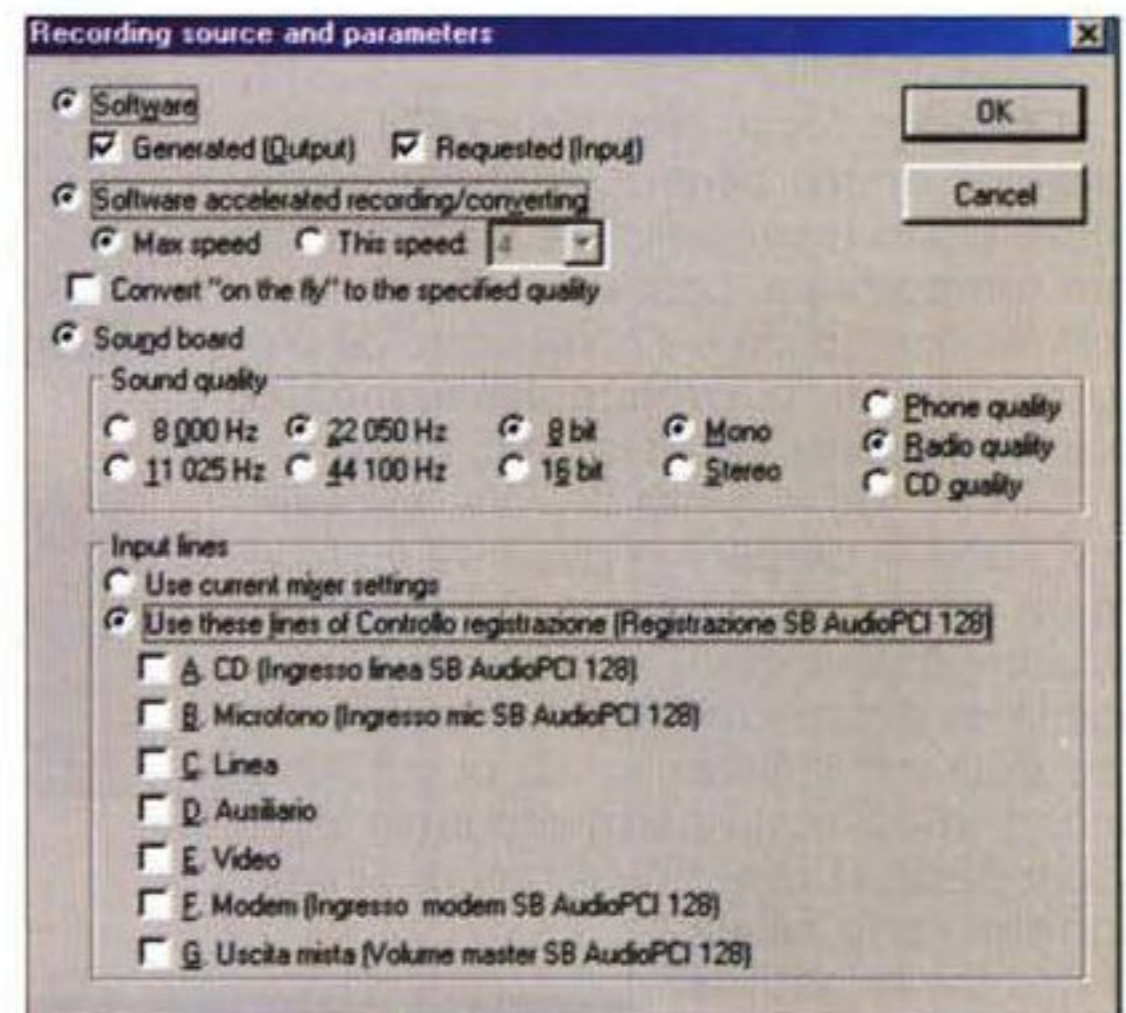 Recording source and parameters
Software
OK
Generated (Output) Requested (Input)
Software accelerated recording/converting
Cancel
Max speed This speed 4
Convert "on the fly" to the specified quality
Sound board
Sound quality
8 000 Hz 22 050 Hz 8 bit Mono Phone quality
11 025 Hz 44 100 Hz 16 bit Stereo Radio quality
CD quality
Input lines
Use current mixer settings
Use these lines of Controllo registrazione (Registrazione SB AudioPCI 128)
A. CD (Ingresso linea SB AudioPCI 128)
B. Microfono (Ingresso mic SB AudioPCI 128)
C. Linea
D. Ausiliario
E. Video
F. Modem (Ingresso modem SB AudioPCI 128)
G. Uscita mista (Volume master SB AudioPCI 128)